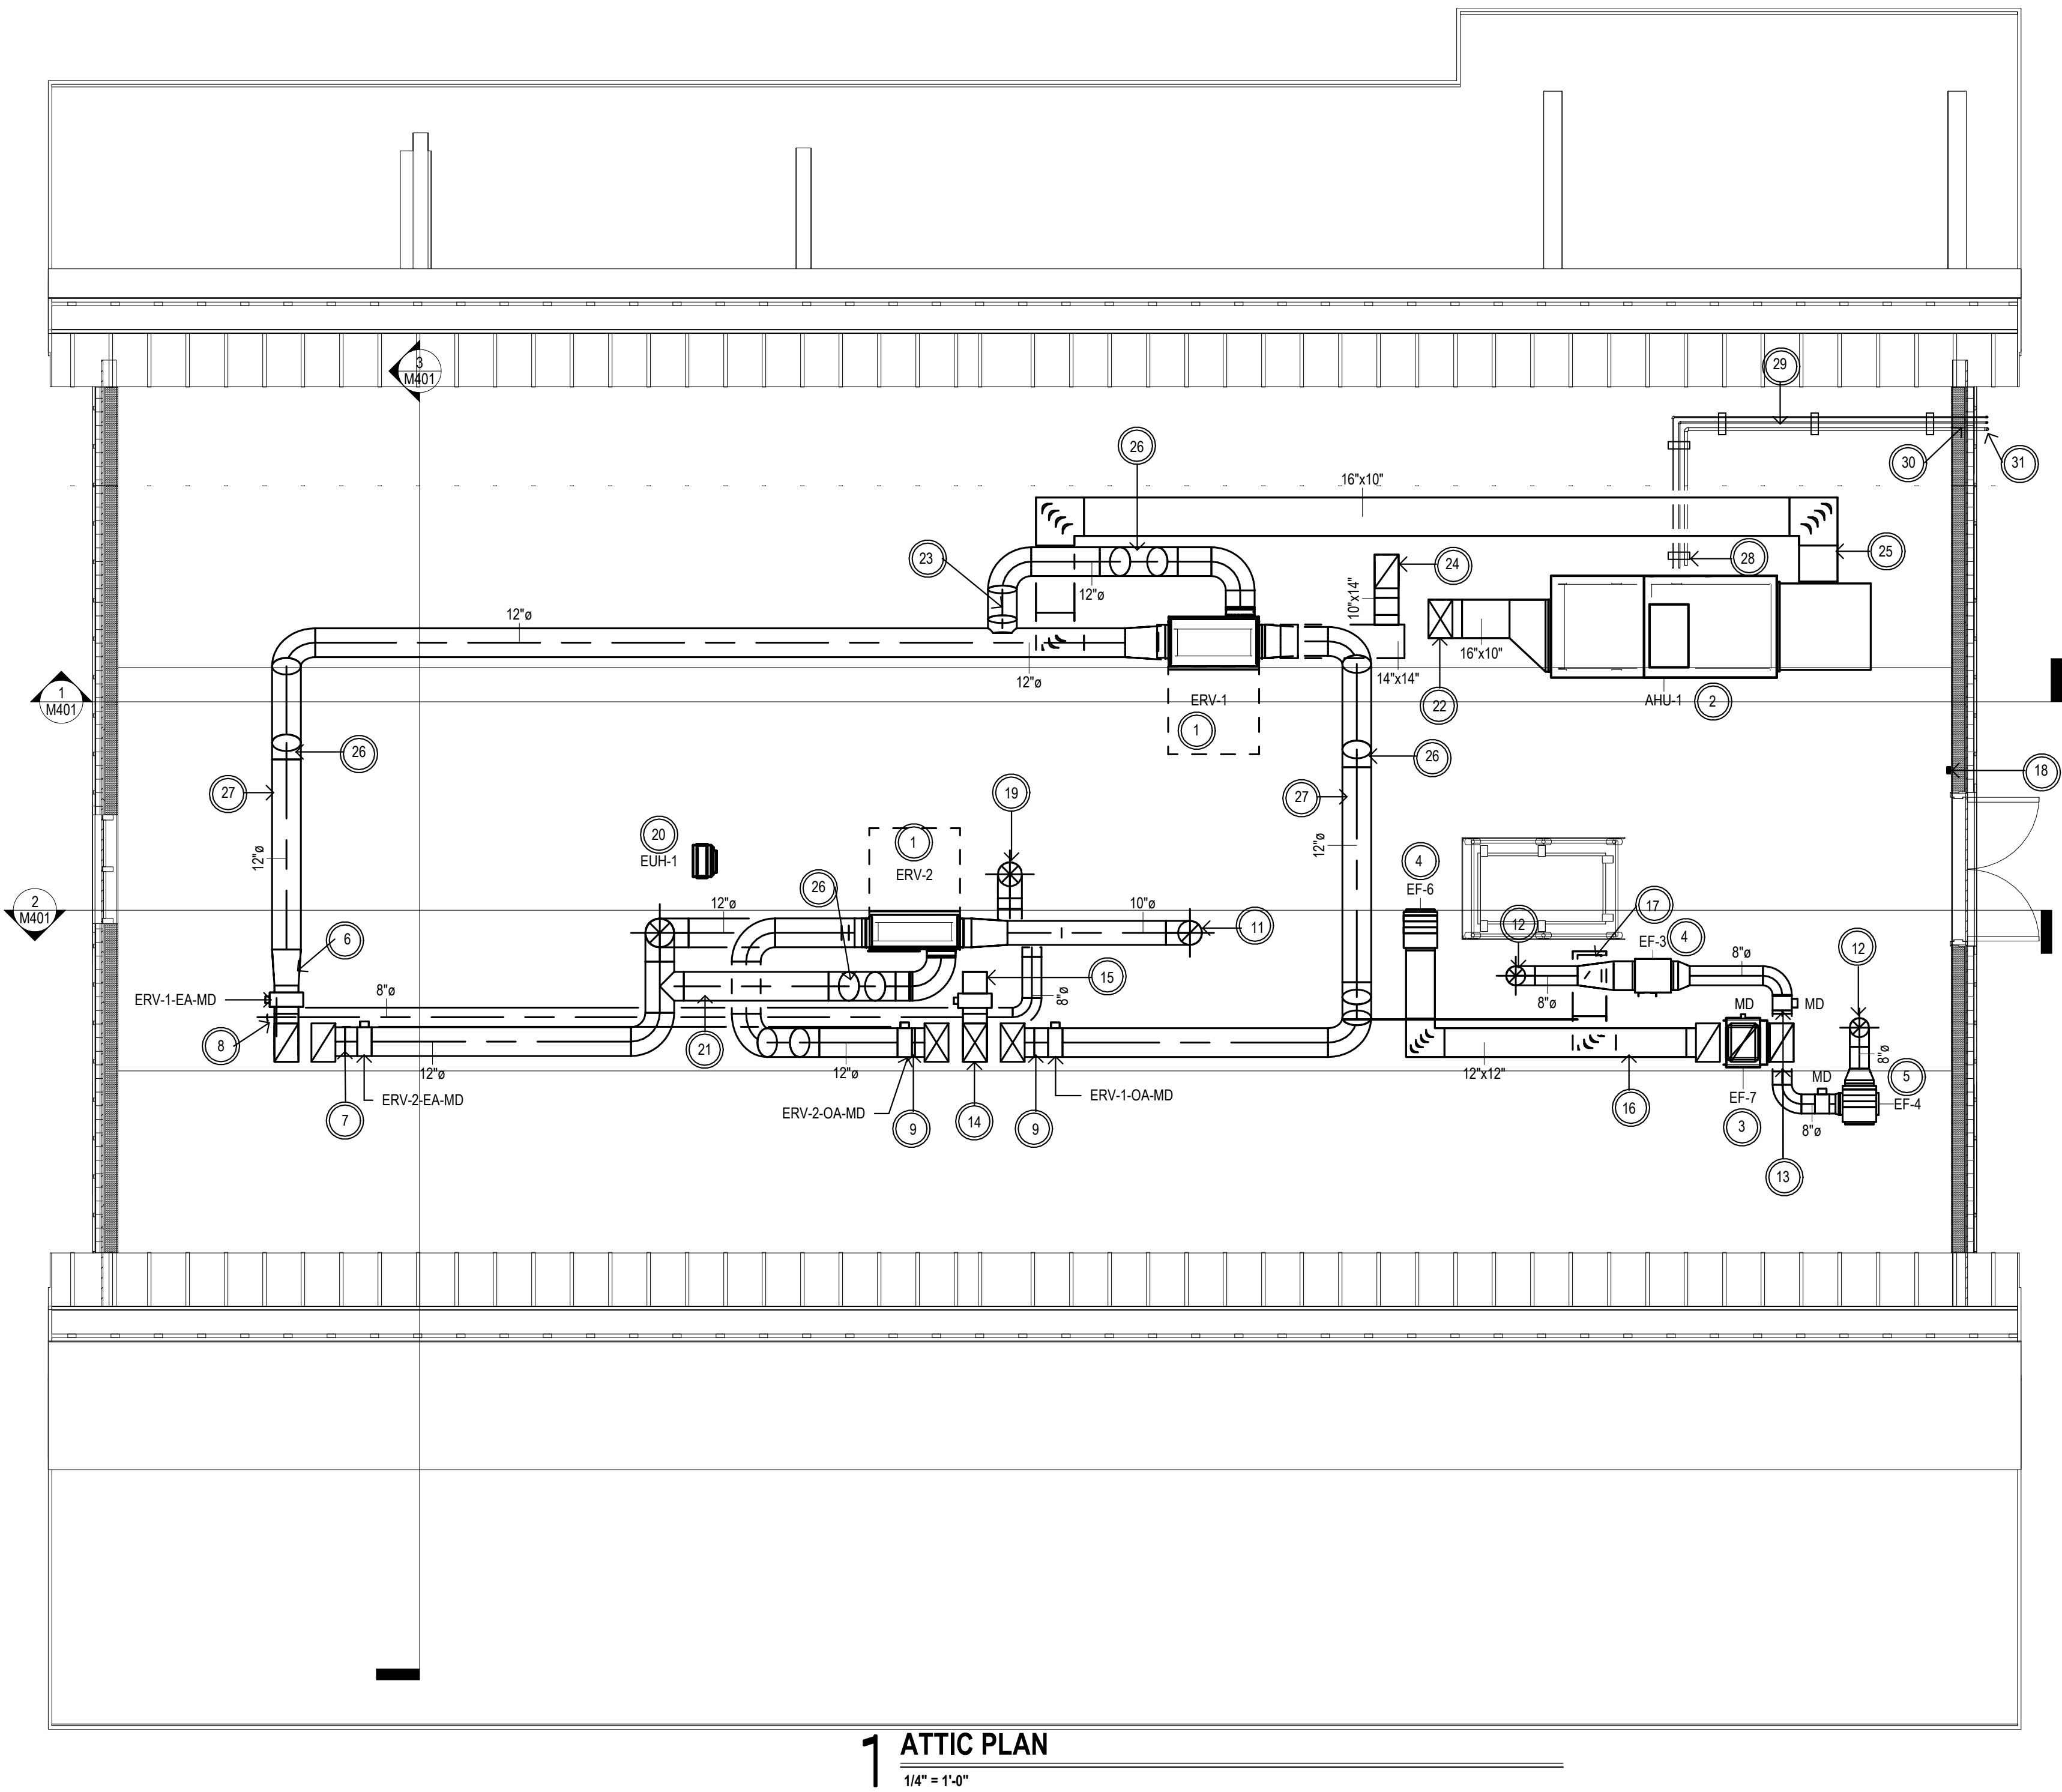 3
M401
29
26
30
31
16"x10"
23
24
28
25
12"ø
10"x14"
12"ø
16"x10"
12"ø
14"x14"
1
M401
ERV-1
1
22
AHU-1
2
26
26
27
19
27
18
20
EUH-1
1
ERV-2
12"ø
12"ø
4
EF-6
26
12"ø
10"ø
2
M401
17
12
11
EF-3
4
6
12
8"ø
15
ERV-1-EA-MD
8"ø
8"ø
8"ø
MD
MD
8
21
8"ø
12"ø
12"ø
12"x12"
MD
5
ERV-2-EA-MD
ERV-1-OA-MD
EF-7
EF-4
ERV-2-OA-MD
16
7
9
14
9
3
8"ø
13
1
ATTIC PLAN
1/4" = 1'-0"